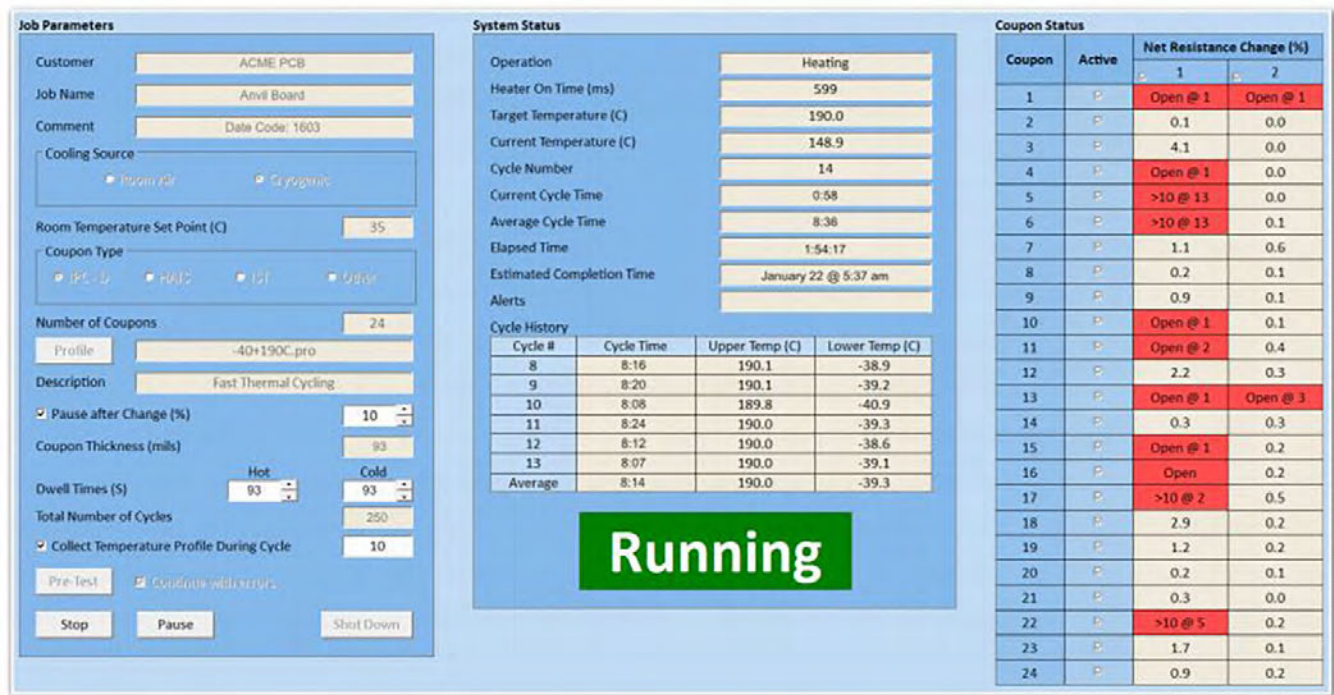 Job Parameters
Customer ACME PCB
Job Name Anvil Board
Comment Date Code: 1603
Cooling Source
Room Air Cryogenic
Room Temperature Set Point (C) 35
Coupon Type
IPC - D HATS IST Other
Number of Coupons 24
Profile -40+190C.pro
Description Fast Thermal Cycling
Pause after Change (%) 10
Coupon Thickness (mils) 93
Hot Cold
Dwell Times (S) 93 93
Total Number of Cycles 250
Collect Temperature Profile During Cycle 10
Pre-Test Continue with errors
Stop Pause Shut Down
System Status
Operation Heating
Heater On Time (ms) 599
Target Temperature (C) 190.0
Current Temperature (C) 148.9
Cycle Number 14
Current Cycle Time 0:58
Average Cycle Time 8:36
Elapsed Time 1:54:17
Estimated Completion Time January 22 @ 5:37 am
Alerts
Cycle History
Cycle # Cycle Time Upper Temp (C) Lower Temp (C)
8 8:16 190.1 -38.9
9 8:20 190.1 -39.2
10 8:08 189.8 -40.9
11 8:24 190.0 -39.3
12 8:12 190.0 -38.6
13 8:07 190.0 -39.1
Average 8:14 190.0 -39.3
Running
Coupon Status
Coupon Active Net Resistance Change (%)
1 2
1 Open @ 1 Open @ 1
2 0.1 0.0
3 4.1 0.0
4 Open @ 1 0.0
5 >10 @ 13 0.0
6 >10 @ 13 0.1
7 1.1 0.6
8 0.2 0.1
9 0.9 0.1
10 Open @ 1 0.1
11 Open @ 2 0.4
12 2.2 0.3
13 Open @ 1 Open @ 3
14 0.3 0.3
15 Open @ 1 0.2
16 Open 0.2
17 >10 @ 2 0.5
18 2.9 0.2
19 1.2 0.2
20 0.2 0.1
21 0.3 0.0
22 >10 @ 5 0.2
23 1.7 0.1
24 0.9 0.2